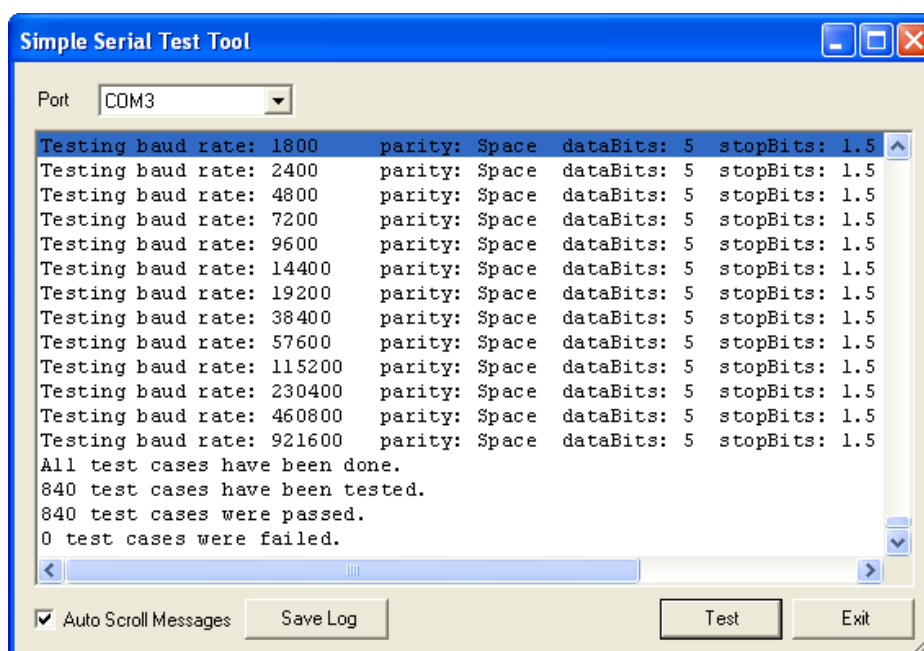 Simple Serial Test Tool
Port COM3
Testing baud rate: 1800 parity: Space dataBits: 5 stopBits: 1.5
Testing baud rate: 2400 parity: Space dataBits: 5 stopBits: 1.5
Testing baud rate: 4800 parity: Space dataBits: 5 stopBits: 1.5
Testing baud rate: 7200 parity: Space dataBits: 5 stopBits: 1.5
Testing baud rate: 9600 parity: Space dataBits: 5 stopBits: 1.5
Testing baud rate: 14400 parity: Space dataBits: 5 stopBits: 1.5
Testing baud rate: 19200 parity: Space dataBits: 5 stopBits: 1.5
Testing baud rate: 38400 parity: Space dataBits: 5 stopBits: 1.5
Testing baud rate: 57600 parity: Space dataBits: 5 stopBits: 1.5
Testing baud rate: 115200 parity: Space dataBits: 5 stopBits: 1.5
Testing baud rate: 230400 parity: Space dataBits: 5 stopBits: 1.5
Testing baud rate: 460800 parity: Space dataBits: 5 stopBits: 1.5
Testing baud rate: 921600 parity: Space dataBits: 5 stopBits: 1.5
All test cases have been done.
840 test cases have been tested.
840 test cases were passed.
0 test cases were failed.
Auto Scroll Messages Save Log Test Exit